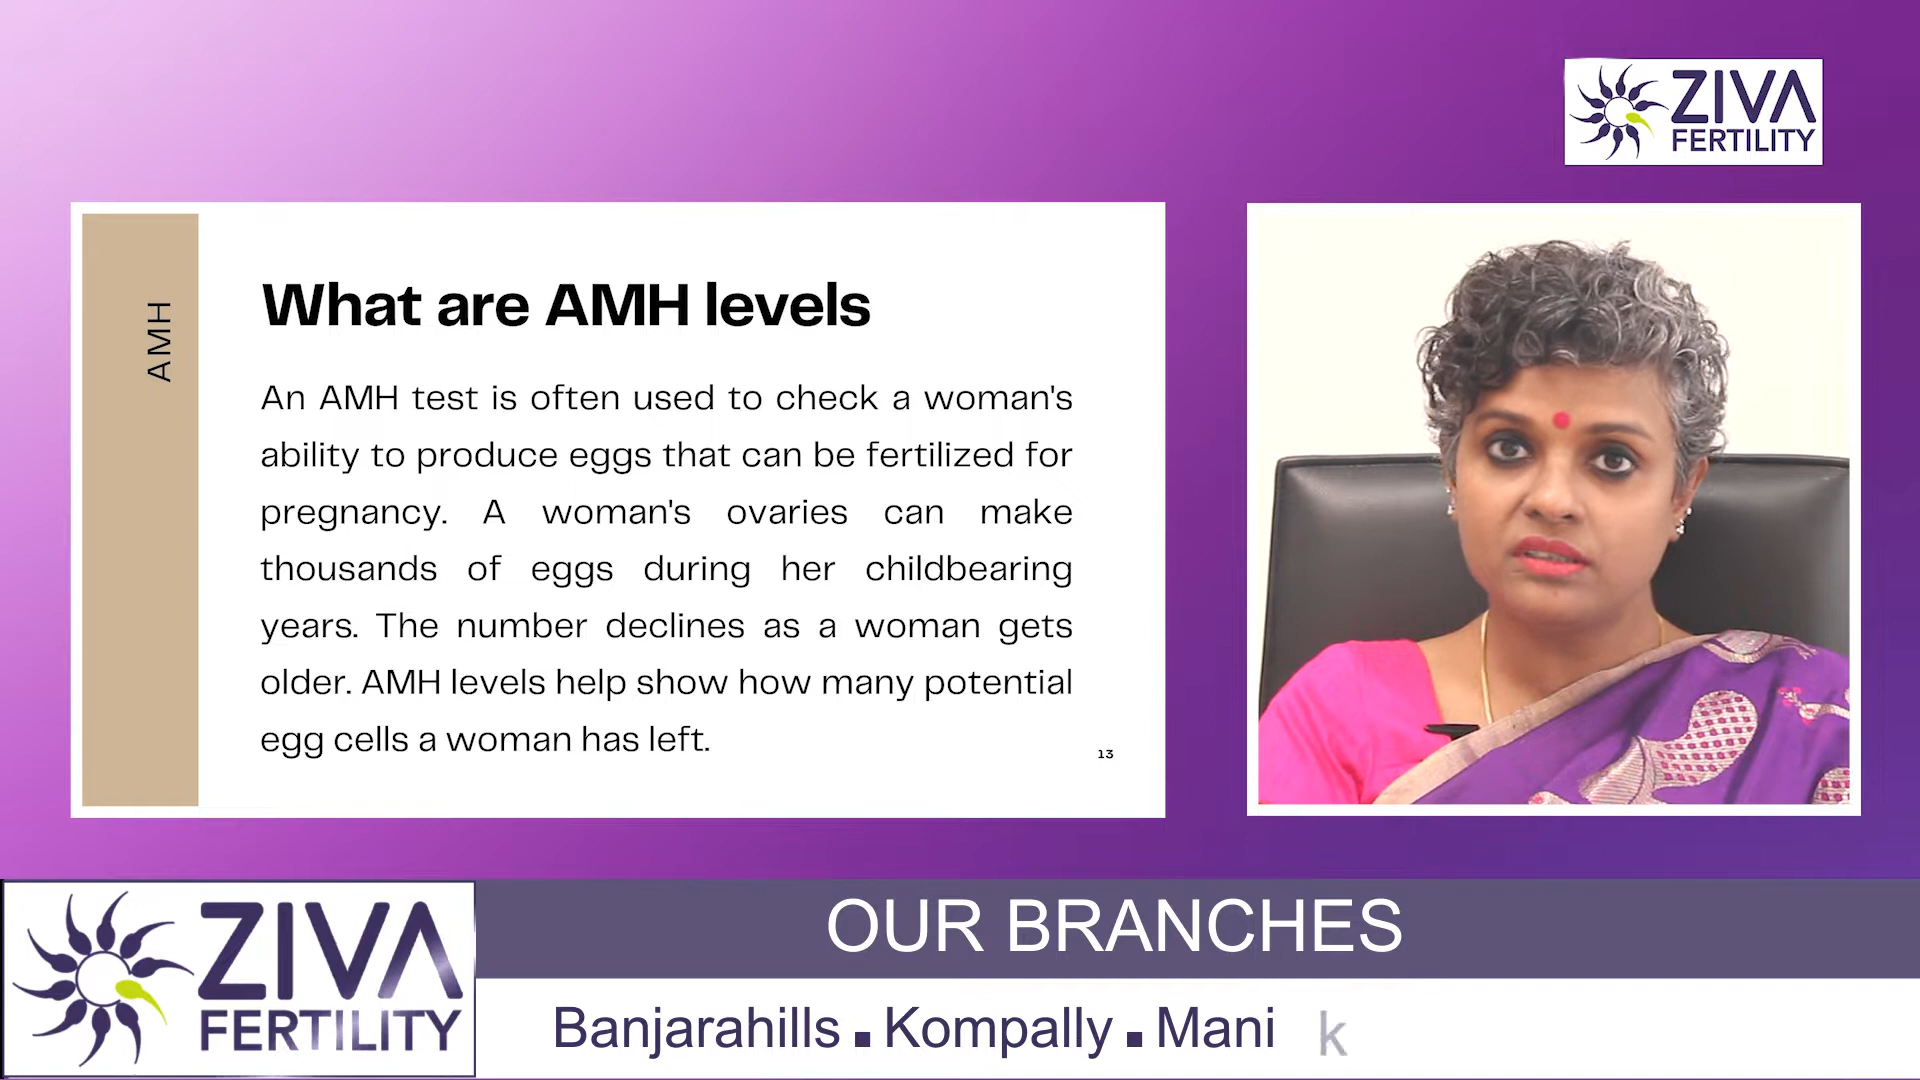 ZIVA
FERTILITY
AMH
What are AMH levels
An AMH test is often used to check a woman's
ability to produce eggs that can be fertilized for
pregnancy. A woman's ovaries can make
thousands of eggs during her childbearing
years. The number declines as a woman gets
older. AMH levels help show how many potential
egg cells a woman has left.
13
ZIVA
FERTILITY
OUR BRANCHES
Banjarahills ▪ Kompally ▪ Mani k